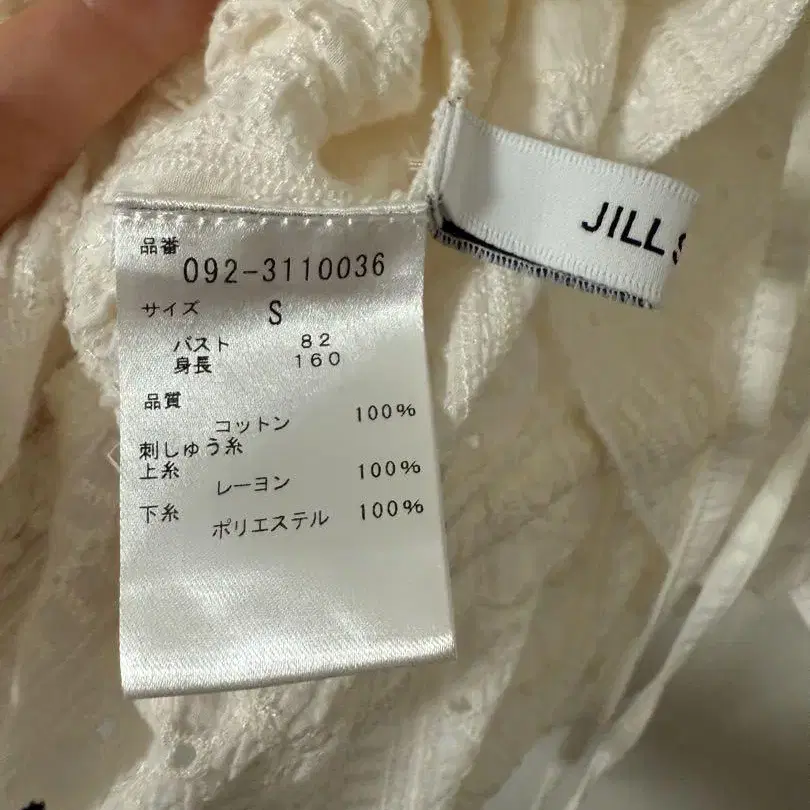 品番
092-3110036
サイズ S
バスト 82
身長 160
品質
コットン 100%
刺しゅう糸
上糸 レーヨン 100%
下糸 ポリエステル 100%
JILL